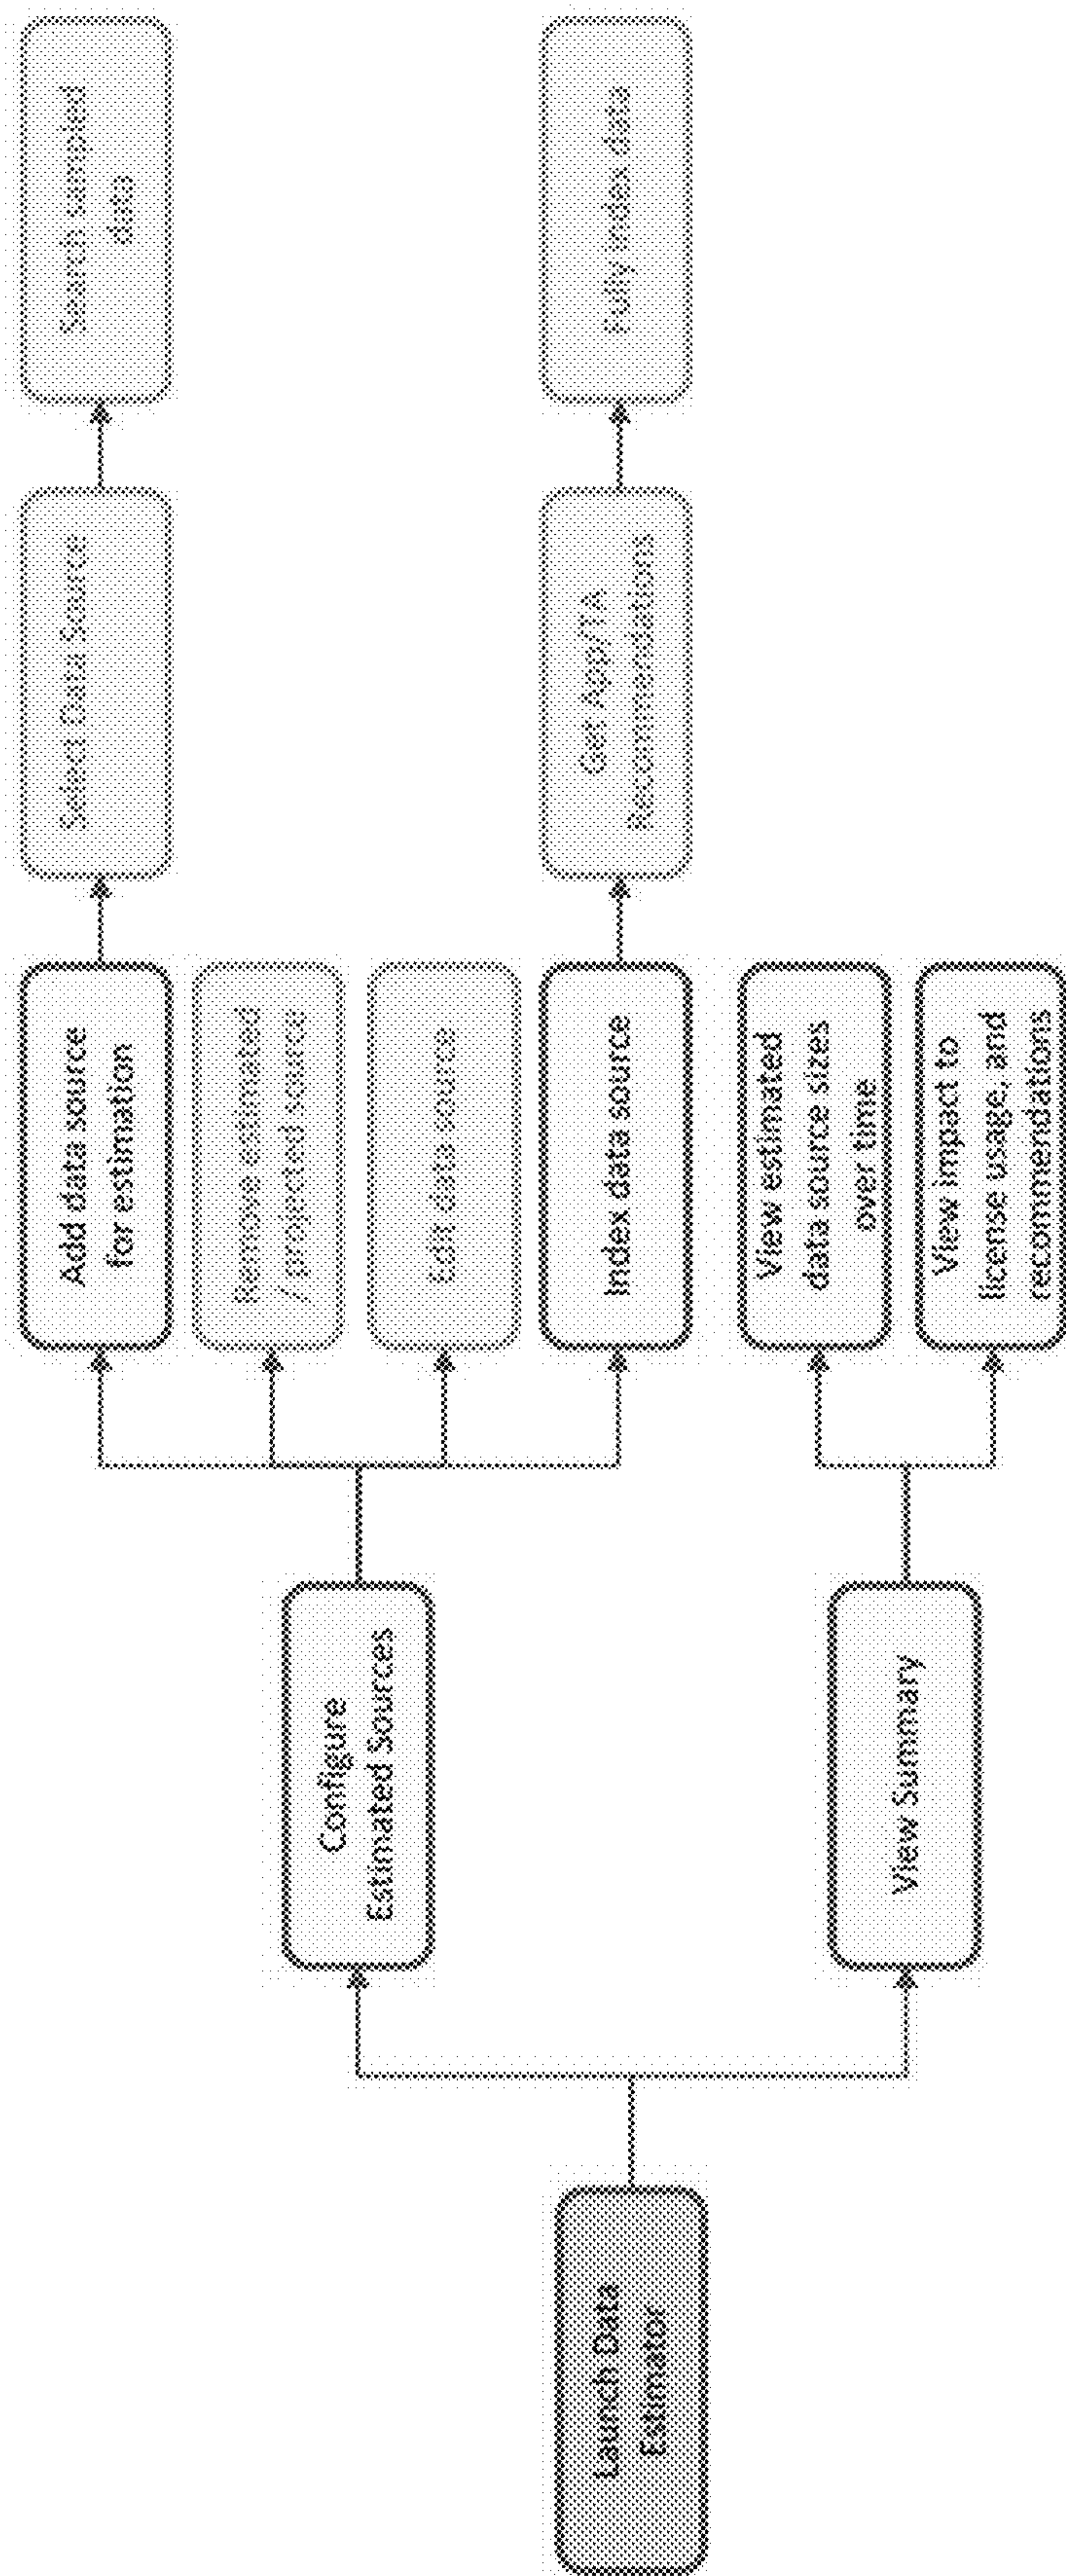 Launch Data
Estimator
Configure
Estimated Sources
View Summary
Add data source
for estimation
Remove estimated
/ projected source
Edit data source
Index data source
View estimated
data source sizes
over time
View impact to
license usage, and
recommendations
Select Data Source
Get App/TA
Recommendations
Search sampled
data
Fully index data